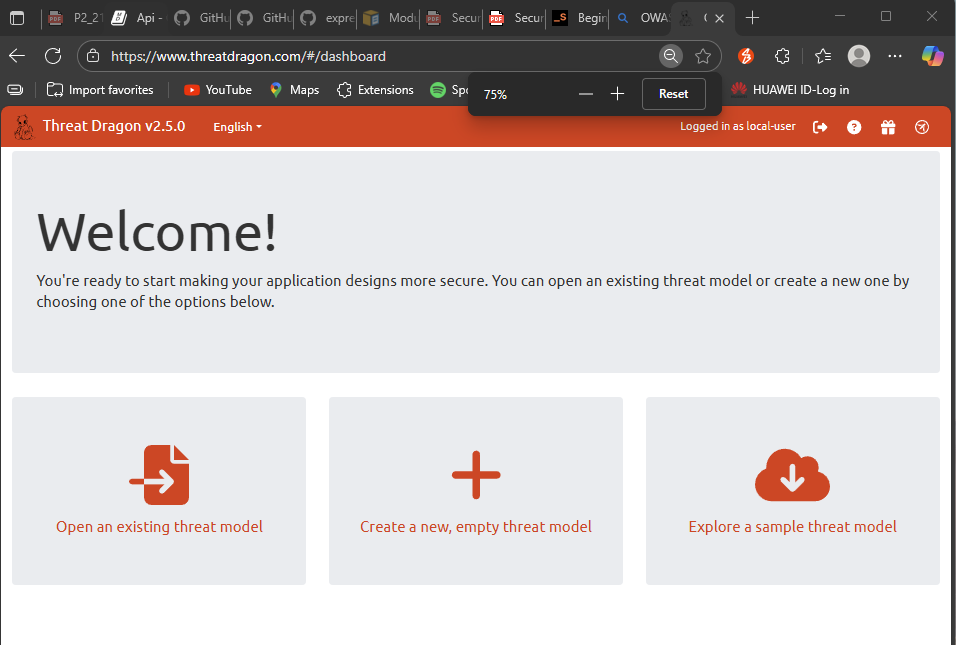 P2_21
Api -
GitHu
GitHu
expre
Modu
Secur
Secur
Begin
OWA
https://www.threatdragon.com/#/dashboard
Import favorites
YouTube
Maps
Extensions
Spo
HUAWEI ID-Log in
75%
Reset
Threat Dragon v2.5.0
English
Logged in as local-user
Welcome!
You're ready to start making your application designs more secure. You can open an existing threat model or create a new one by
choosing one of the options below.
Open an existing threat model
Create a new, empty threat model
Explore a sample threat model